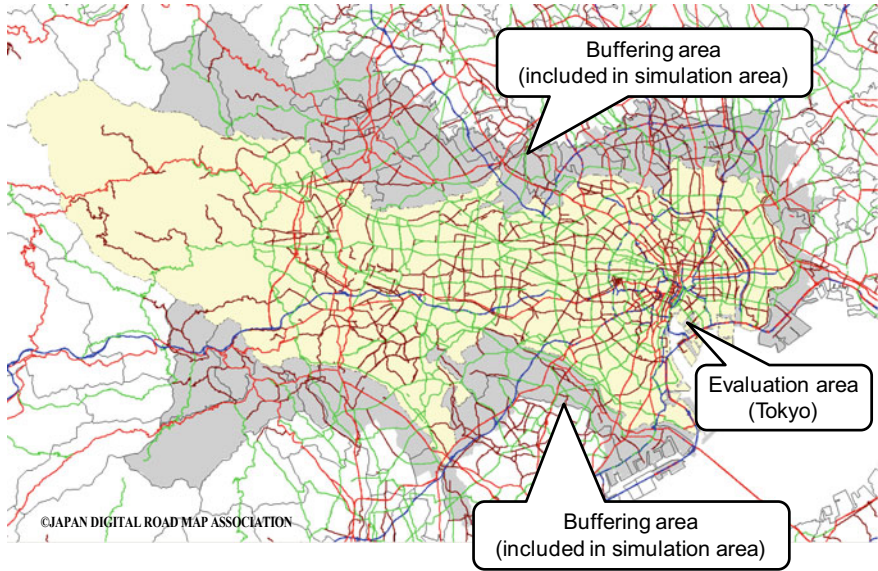 Buffering area
(included in simulation area)
Evaluation area
(Tokyo)
Buffering area
(included in simulation area)
©JAPAN DIGITAL ROAD MAP ASSOCIATION